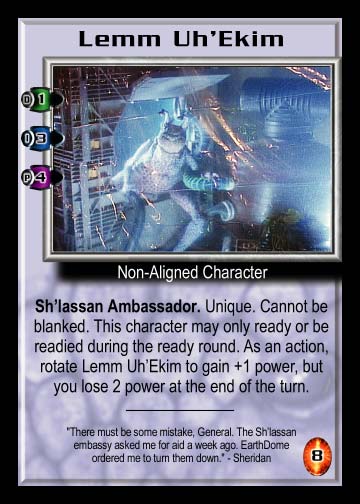 Lemm Uh'Ekim
D 1
I 3
P 4
Non-Aligned Character
Sh'lassan Ambassador. Unique. Cannot be
blanked. This character may only ready or be
readied during the ready round. As an action,
rotate Lemm Uh'Ekim to gain +1 power, but
you lose 2 power at the end of the turn.
"There must be some mistake, General. The Sh'lassan
embassy asked me for aid a week ago. EarthDome
ordered me to turn them down." - Sheridan
8